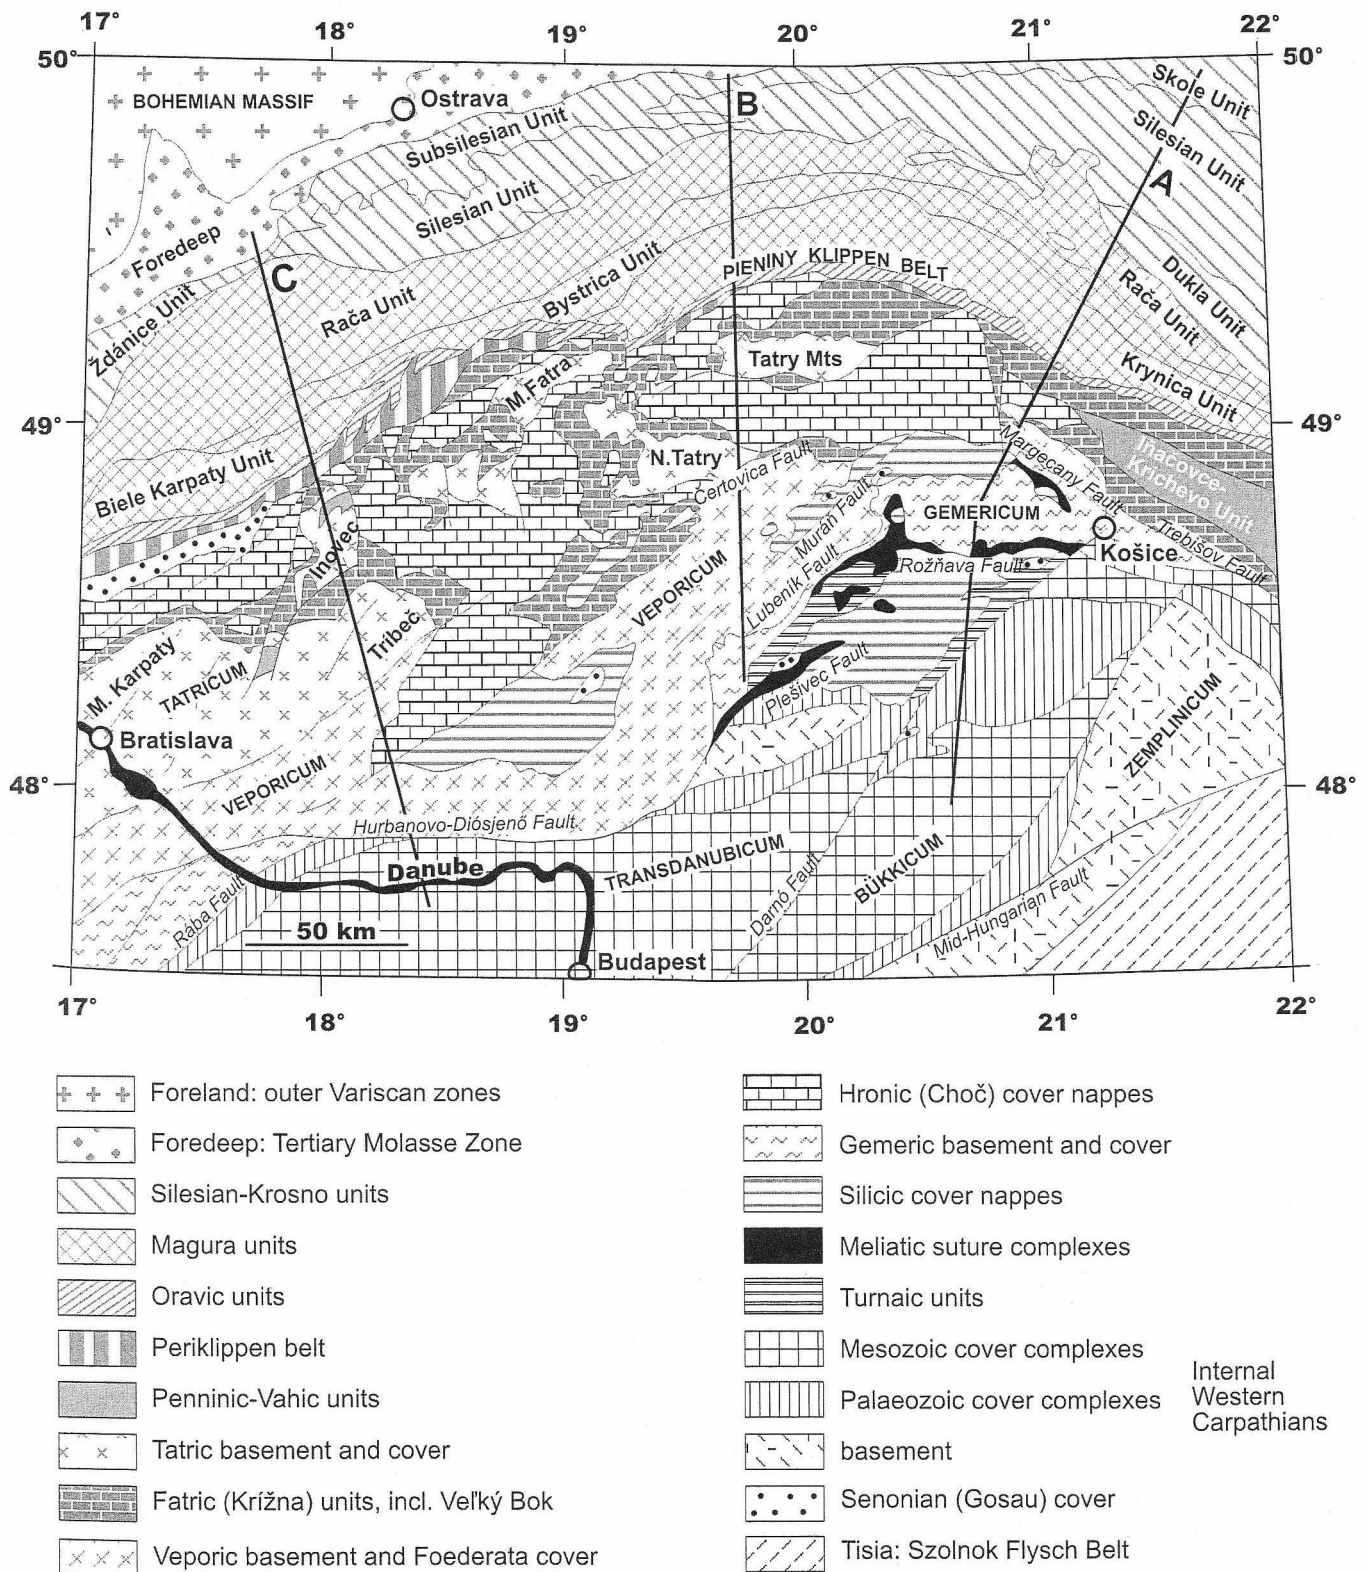 17°
18°
19°
20°
21°
22°
50°
50°
BOHEMIAN MASSIF
Ostrava
B
Skole Unit
Subsilesian Unit
Silesian Unit
A
Silesian Unit
Foredeep
C
PIENINY KLIPPEN BELT
Ždánice Unit
Rača Unit
Bystrica Unit
Dukla Unit
Rača Unit
Tatry Mts
M.Fatra
Krynica Unit
49°
49°
Biele Karpaty Unit
N.Tatry
Čertovica Fault
Margecany Fault
Inacovce
Krichevo Unit
Inovec
Muráň Fault
GEMERICUM
Košice
Trebišov Fault
Rožňava Fault
Lubeník Fault
VEPORICUM
Tribeč
M. Karpaty
TATRICUM
Plešivec Fault
Bratislava
ZEMPLINICUM
48°
48°
VEPORICUM
Hurbanovo-Diósjenő Fault
Danube
TRANSDANUBICUM
BÜKKICUM
Darnó Fault
Rába Fault
50 km
Mid-Hungarian Fault
Budapest
17°
18°
19°
20°
21°
22°
Foreland: outer Variscan zones
Foredeep: Tertiary Molasse Zone
Silesian-Krosno units
Magura units
Oravic units
Periklippen belt
Penninic-Vahic units
Tatric basement and cover
Fatric (Krížna) units, incl. Veľký Bok
Veporic basement and Foederata cover
Hronic (Choč) cover nappes
Gemeric basement and cover
Silicic cover nappes
Meliatic suture complexes
Turnaic units
Mesozoic cover complexes
Palaeozoic cover complexes
basement
Internal
Western
Carpathians
Senonian (Gosau) cover
Tisia: Szolnok Flysch Belt